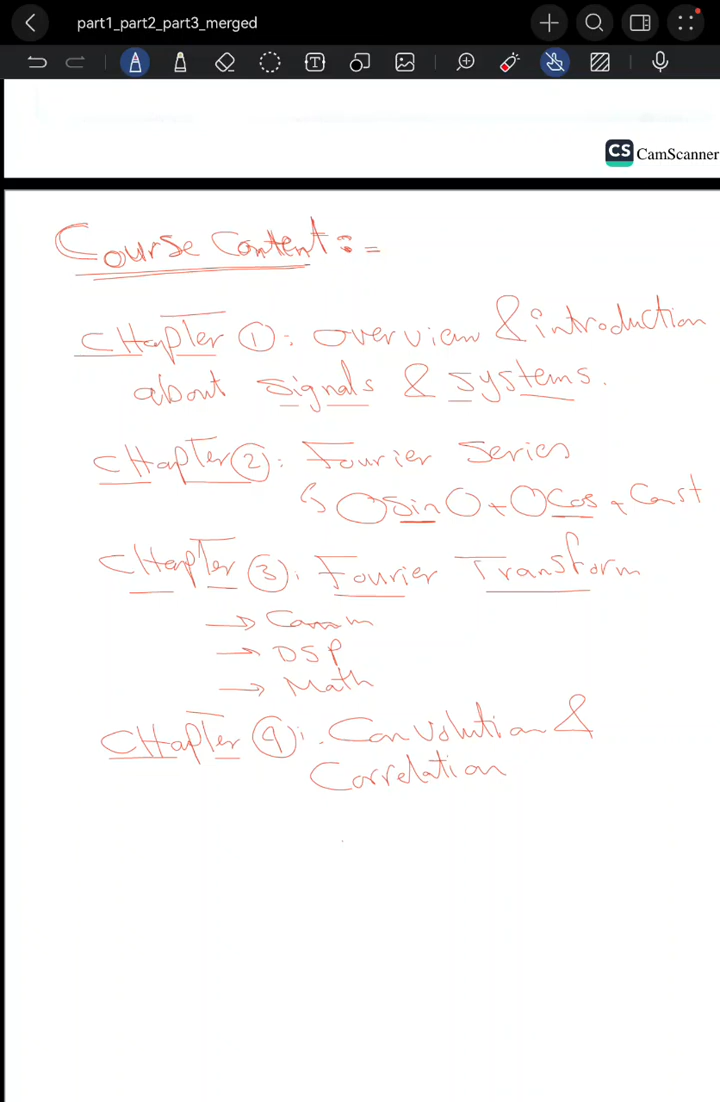 part1_part2_part3_merged
CS CamScanner
Course Content:=
CHapTer ①: overview & introduction
about signals & systems.
CHapTer ②: Fourier Series
↳ ○ sin ○ + ○ cos + Const
CHapTer ③: Fourier Transform
→ Comm
→ DSP
→ Math
CHapTer ④: Convolution &
Correlation